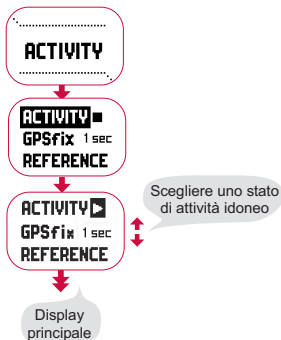 ACTIVITY
ACTIVITY
GPSfix 1 sec
REFERENCE
ACTIVITY
GPSfix 1 sec
REFERENCE
Scegliere uno stato
di attività idoneo
Display
principale